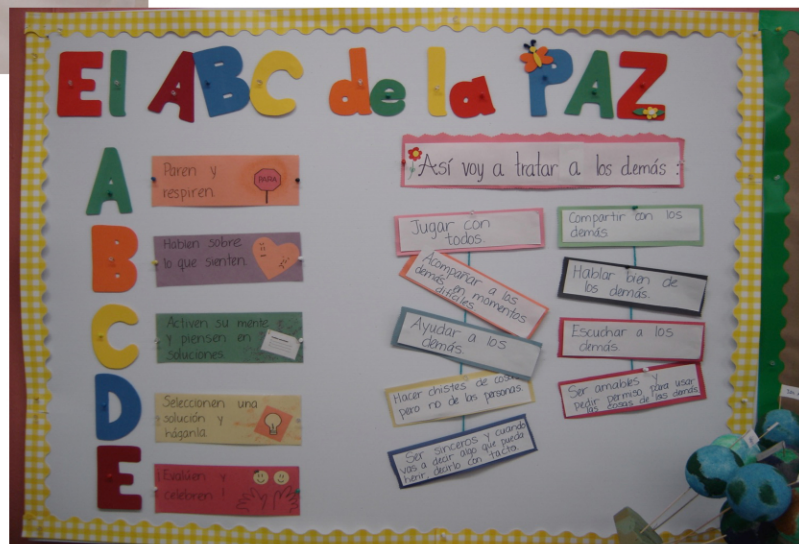 El ABC de la PAZ
A
Paren y
respiren.
PARA
B
Hablen sobre
lo que sienten.
C
Activen su mente
y piensen en
soluciones
D
Seleccionen una
solución y
háganla.
E
Evalúen y
celebren!
Así voy a tratar a los demás:
Jugar con
todos.
Acompañar a los
demás en momentos
difíciles.
Ayudar a los
demás.
Hacer chistes de cosas
pero no de las personas.
Ser sinceros y cuando
vas a decir algo que pueda
herir, decirlo con tacto.
Compartir con los
demás.
Hablar bien de
los demás.
Escuchar a los
demás.
Ser amables y
pedir permiso para usar
las cosas de los demás